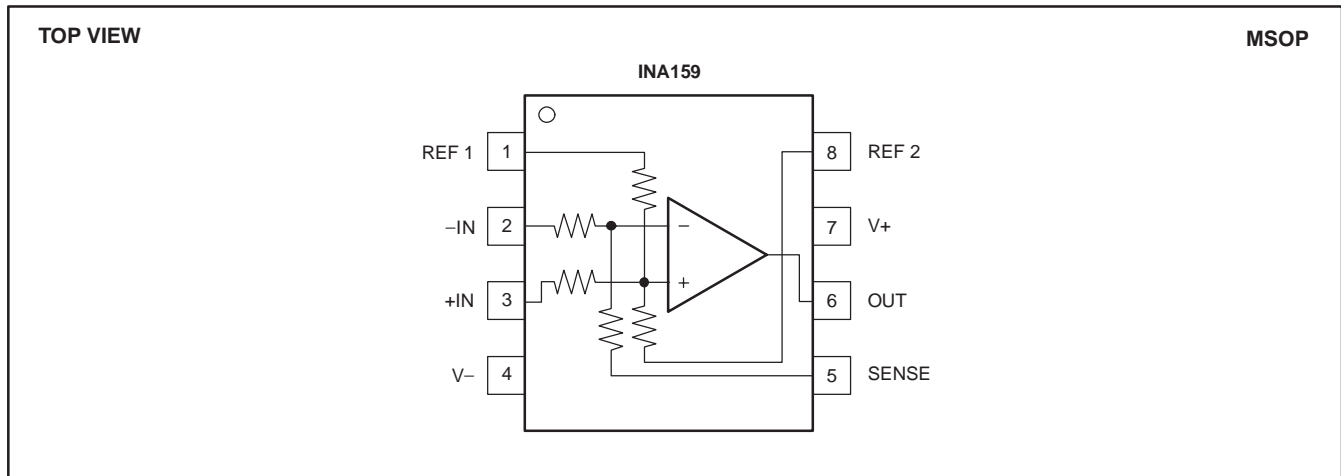 TOP VIEW
MSOP
INA159
REF 1 1
8 REF 2
−IN 2
7 V+
+IN 3
6 OUT
V− 4
5 SENSE
−
+